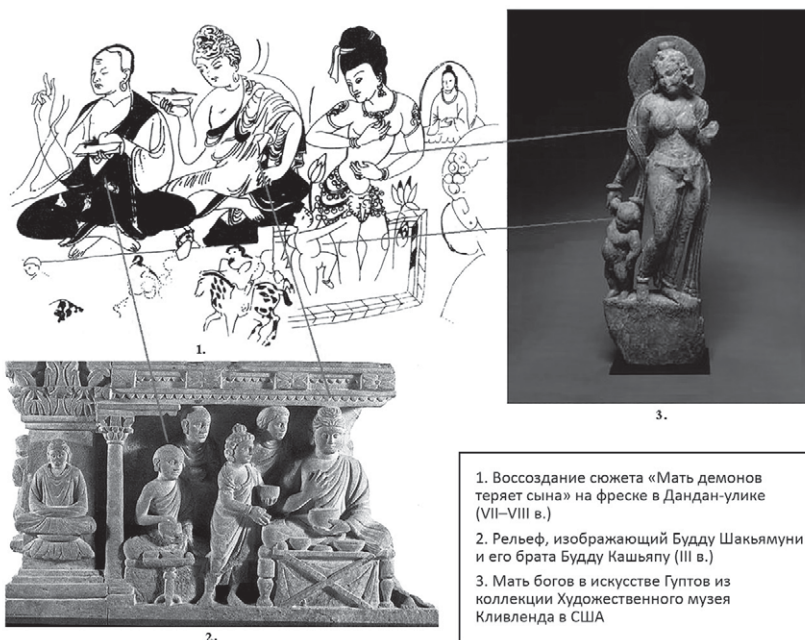 1.
2.
3.
1. Воссоздание сюжета «Мать демонов
теряет сына» на фреске в Дандан-улике
(VII–VIII в.)
2. Рельеф, изображающий Будду Шакьямуни
и его брата Будду Кашьяпу (III в.)
3. Мать богов в искусстве Гуптов из
коллекции Художественного музея
Кливленда в США